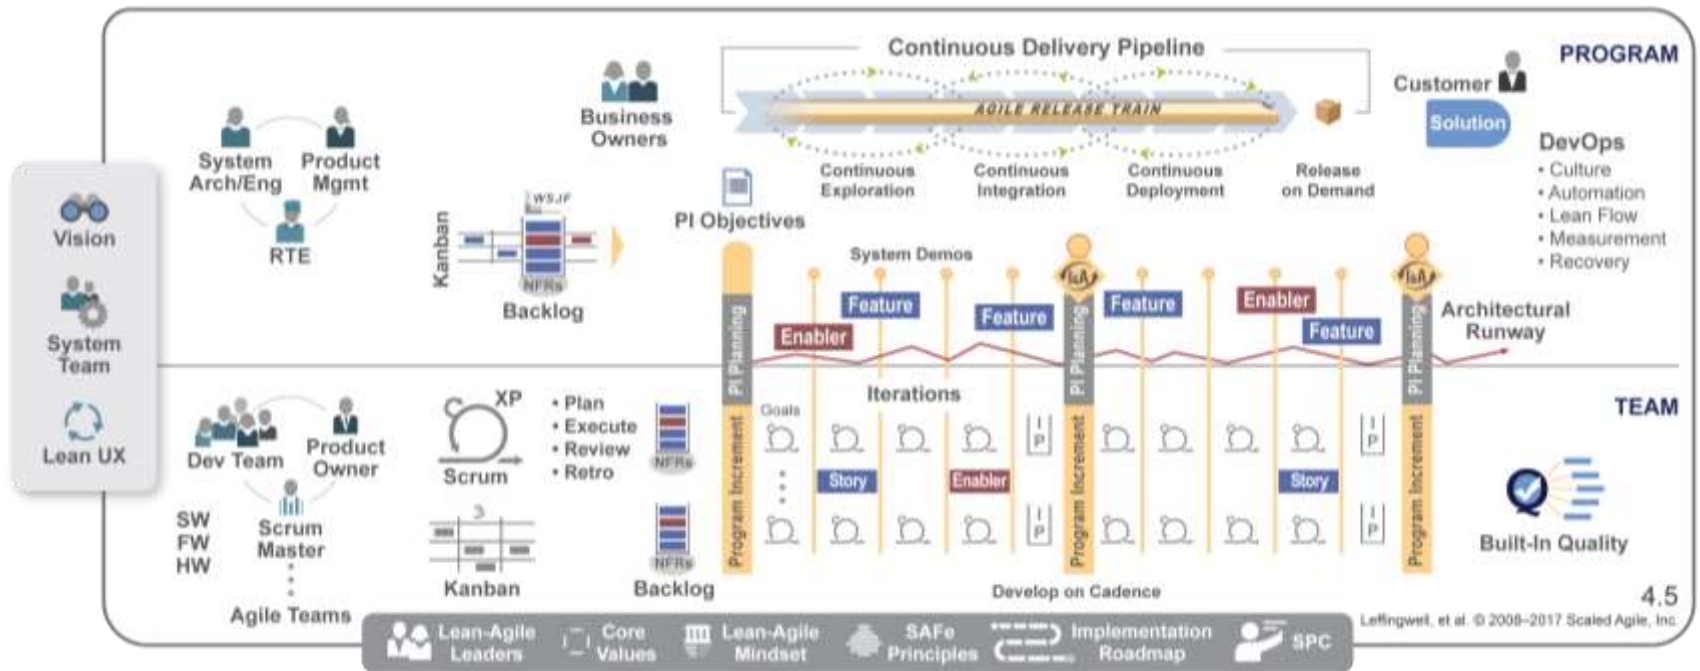 Continuous Delivery Pipeline
PROGRAM
Customer
Solution
Business
Owners
AGILE RELEASE TRAIN
System
Arch/Eng
Product
Mgmt
RTE
Continuous
Exploration
Continuous
Integration
Continuous
Deployment
Release
on Demand
DevOps
• Culture
• Automation
• Lean Flow
• Measurement
• Recovery
Vision
System
Team
Lean UX
Kanban
WSJF
NFRs
Backlog
PI Objectives
System Demos
I&A
I&A
Enabler
Feature
Feature
Feature
Enabler
Feature
Architectural
Runway
PI Planning
PI Planning
PI Planning
TEAM
Dev Team
Product
Owner
Scrum
Master
SW
FW
HW
Agile Teams
XP
Scrum
• Plan
• Execute
• Review
• Retro
3
Kanban
NFRs
NFRs
Backlog
Program Increment
Program Increment
Program Increment
Iterations
Goals
I
P
I
P
Story
Enabler
Story
I
P
I
P
Develop on Cadence
Built-In Quality
4.5
Leffingwell, et al. © 2008–2017 Scaled Agile, Inc.
Lean-Agile
Leaders
Core
Values
Lean-Agile
Mindset
SAFe
Principles
Implementation
Roadmap
SPC